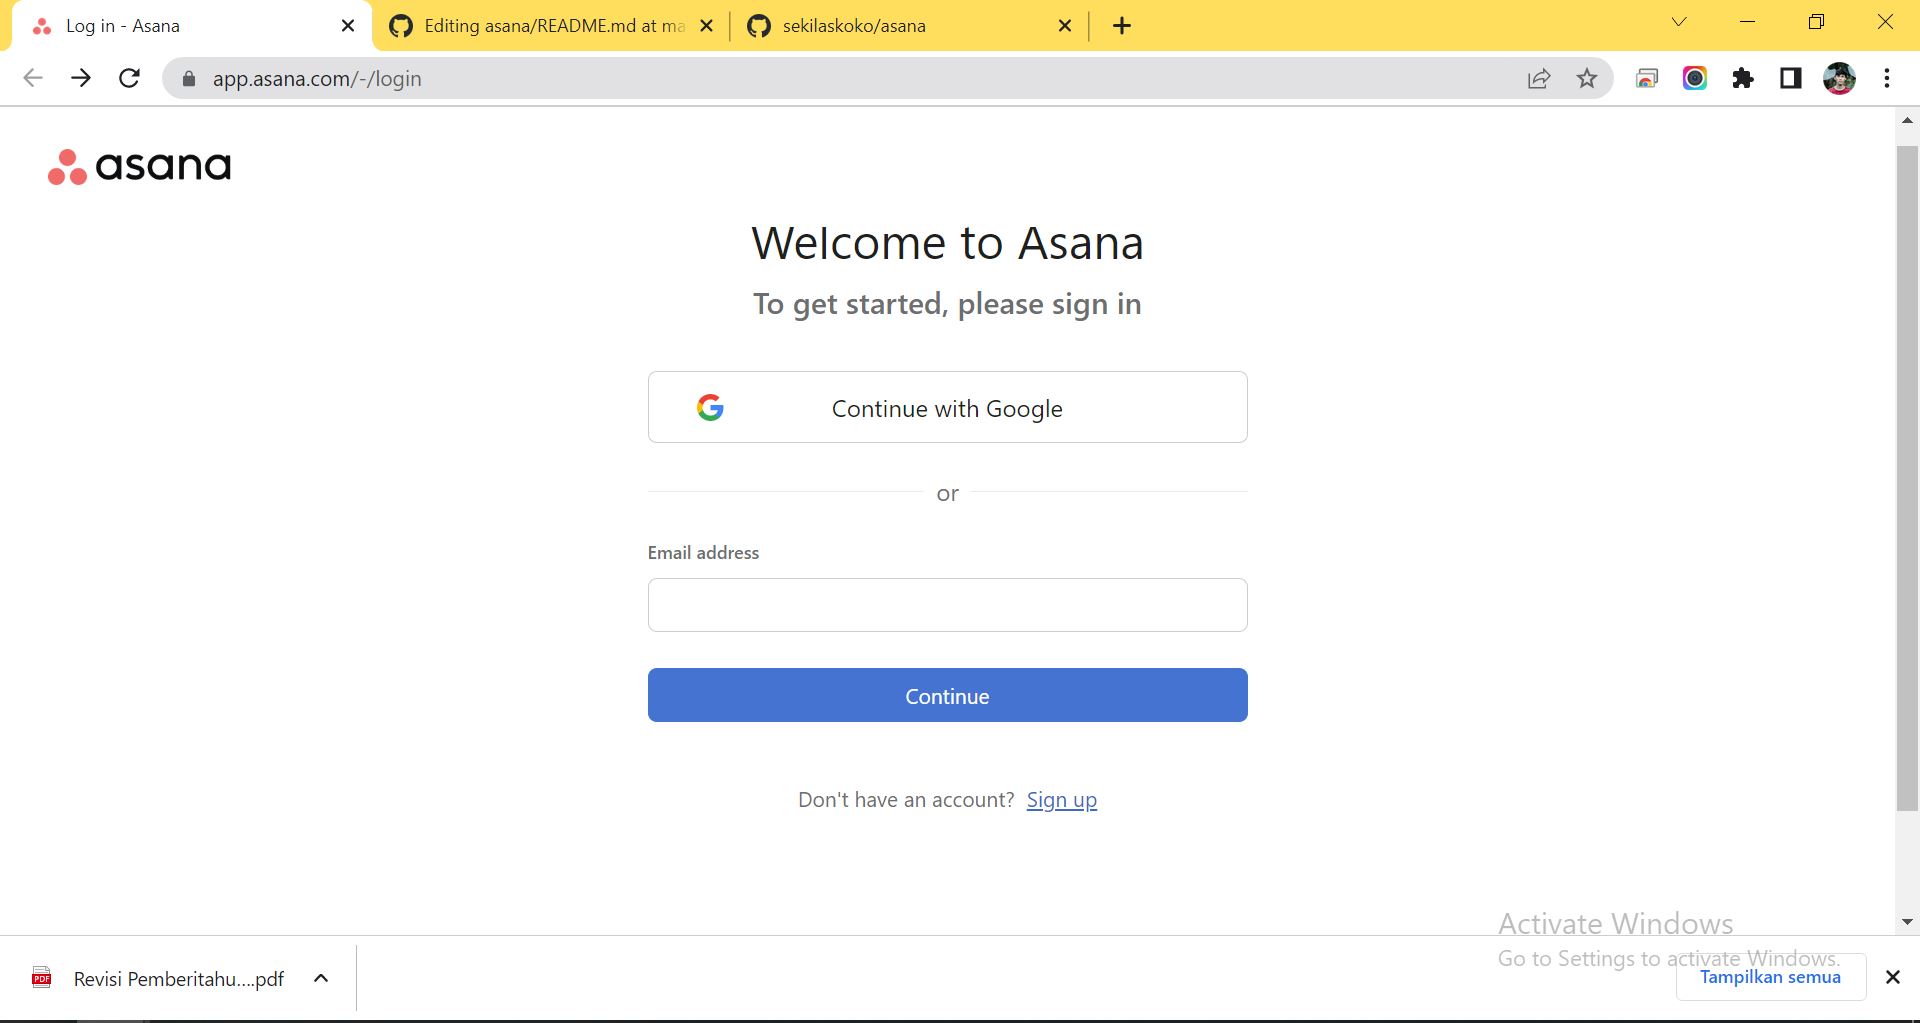 Log in - Asana
Editing asana/README.md at ma
sekilaskoko/asana
app.asana.com/-/login
asana
Welcome to Asana
To get started, please sign in
Continue with Google
or
Email address
Continue
Don't have an account? Sign up
Activate Windows
Go to Settings to activate Windows.
PDF
Revisi Pemberitahu....pdf
Tampilkan semua